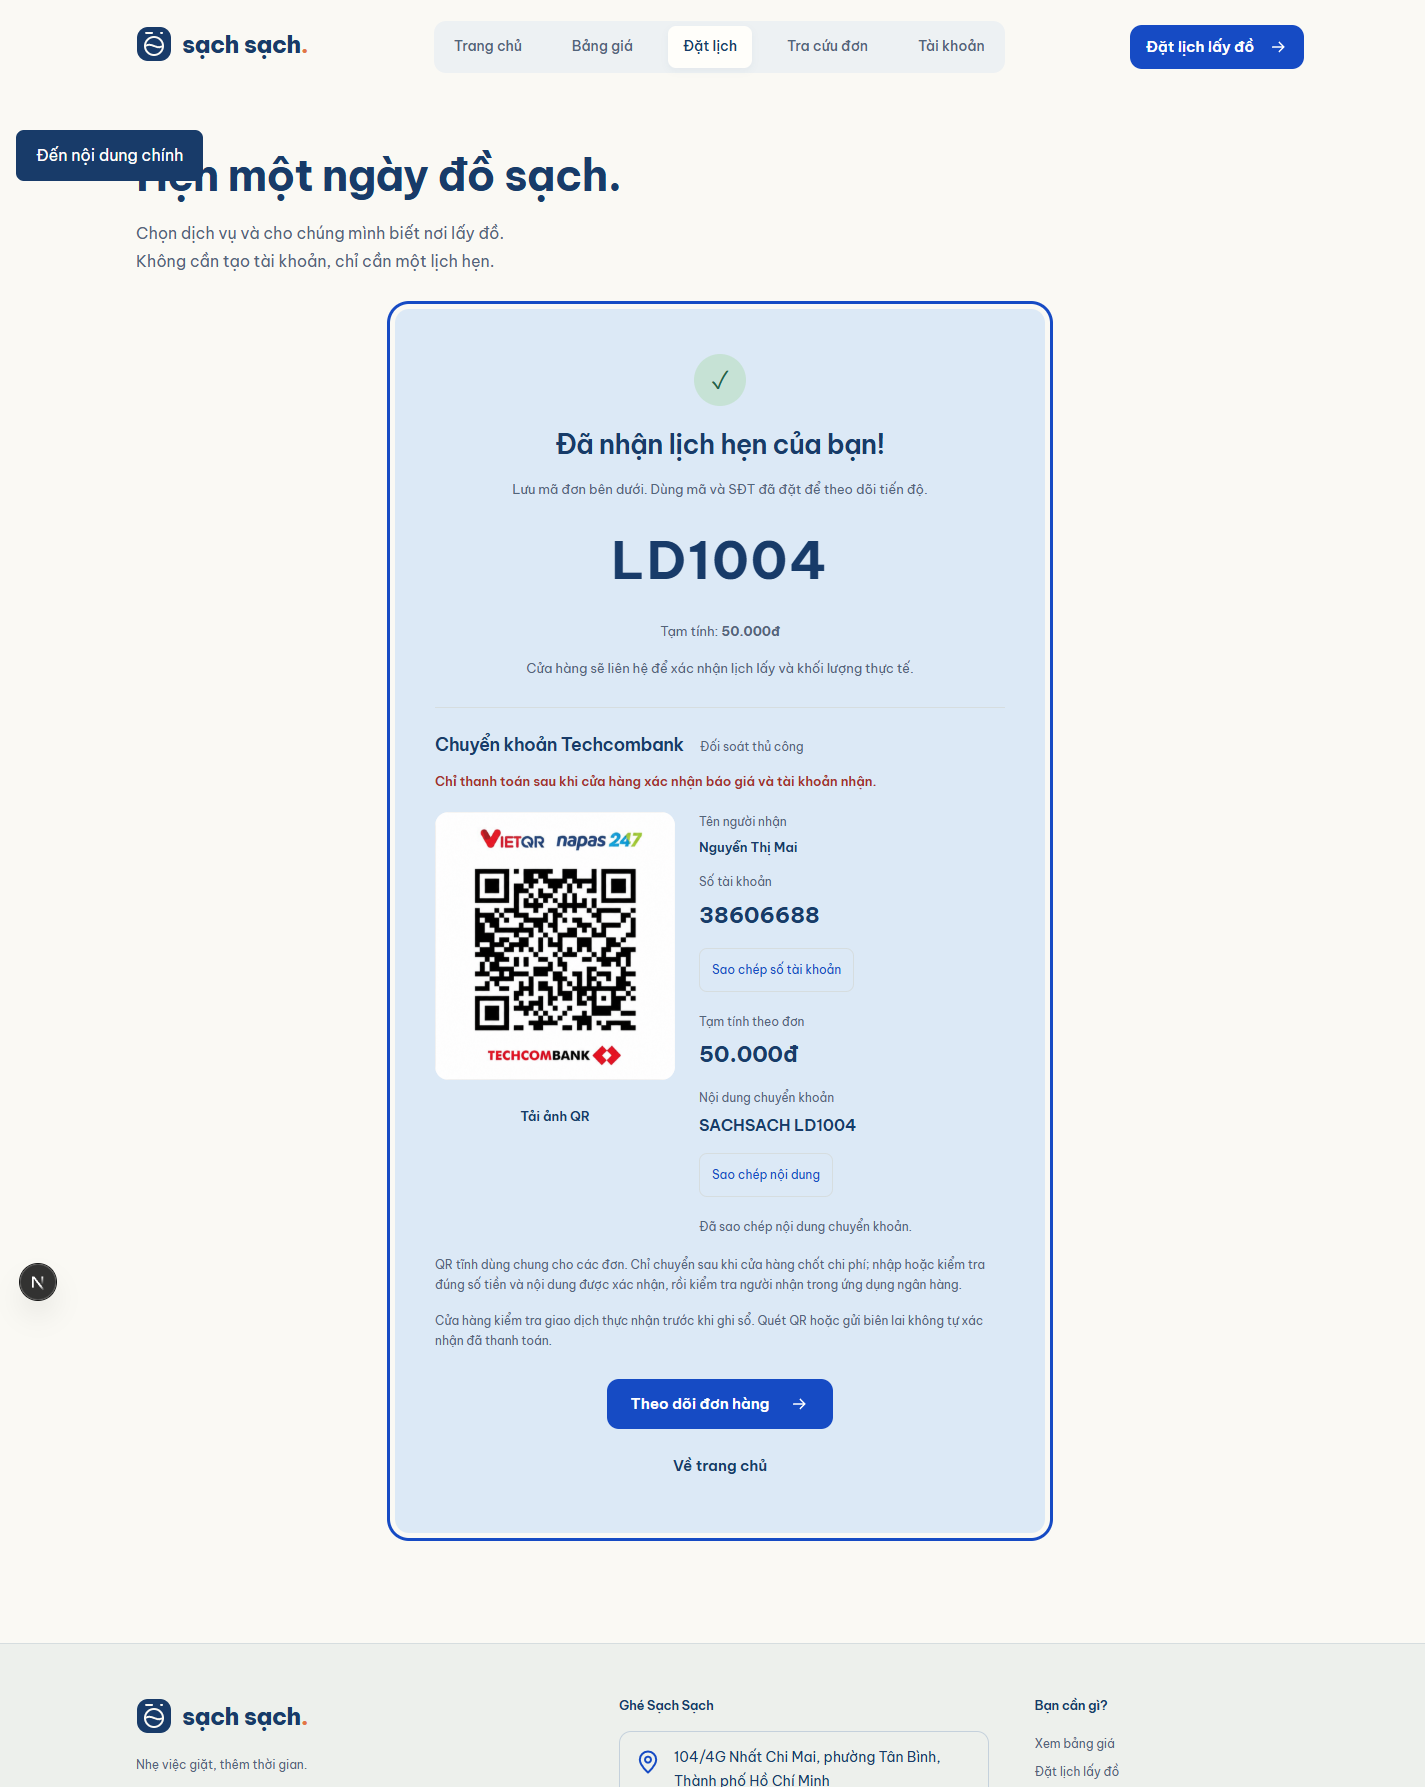 sạch sạch.
Trang chủ
Bảng giá
Đặt lịch
Tra cứu đơn
Tài khoản
Đặt lịch lấy đồ →
Đến nội dung chính
một ngày đồ sạch.
Chọn dịch vụ và cho chúng mình biết nơi lấy đồ.
Không cần tạo tài khoản, chỉ cần một lịch hẹn.
Đã nhận lịch hẹn của bạn!
Lưu mã đơn bên dưới. Dùng mã và SĐT đã đặt để theo dõi tiến độ.
LD1004
Tạm tính: 50.000đ
Cửa hàng sẽ liên hệ để xác nhận lịch lấy và khối lượng thực tế.
Chuyển khoản Techcombank Đối soát thủ công
Chỉ thanh toán sau khi cửa hàng xác nhận báo giá và tài khoản nhận.
VIETQR napas 247
TECHCOMBANK
Tải ảnh QR
Tên người nhận
Nguyễn Thị Mai
Số tài khoản
38606688
Sao chép số tài khoản
Tạm tính theo đơn
50.000đ
Nội dung chuyển khoản
SACHSACH LD1004
Sao chép nội dung
Đã sao chép nội dung chuyển khoản.
QR tĩnh dùng chung cho các đơn. Chỉ chuyển sau khi cửa hàng chốt chi phí; nhập hoặc kiểm tra
đúng số tiền và nội dung được xác nhận, rồi kiểm tra người nhận trong ứng dụng ngân hàng.
Cửa hàng kiểm tra giao dịch thực nhận trước khi ghi sổ. Quét QR hoặc gửi biên lai không tự xác
nhận đã thanh toán.
Theo dõi đơn hàng →
Về trang chủ
N
sạch sạch.
Nhẹ việc giặt, thêm thời gian.
Ghé Sạch Sạch
104/4G Nhất Chi Mai, phường Tân Bình,
Thành phố Hồ Chí Minh
Bạn cần gì?
Xem bảng giá
Đặt lịch lấy đồ